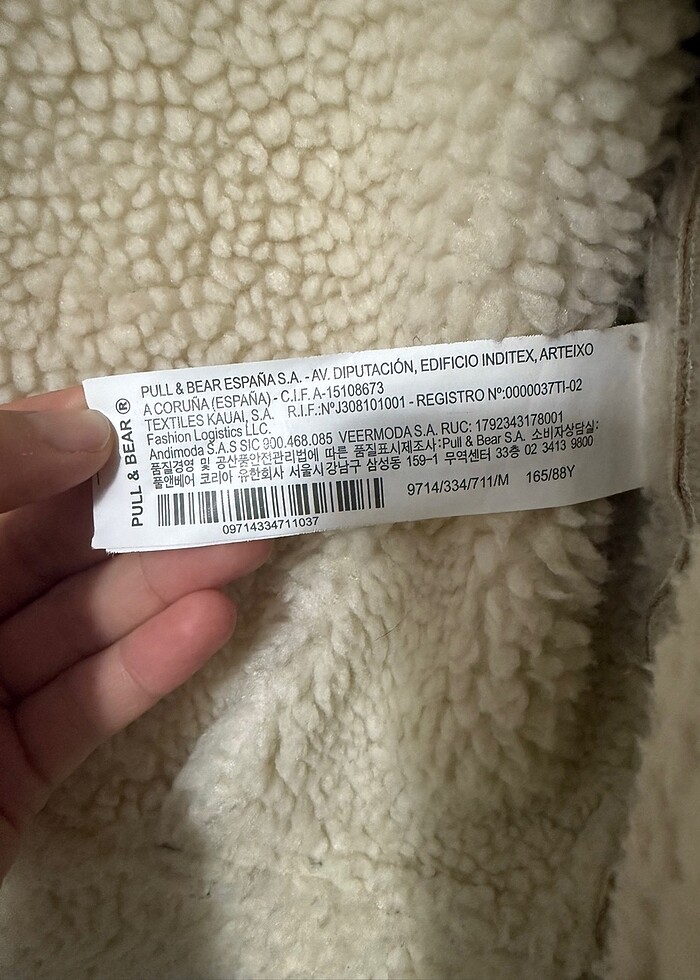 PULL & BEAR ®
PULL & BEAR ESPAÑA S.A. - AV. DIPUTACIÓN, EDIFICIO INDITEX, ARTEIXO
A CORUÑA (ESPAÑA) - C.I.F. A-15108673
TEXTILES KAUAI, S.A. R.I.F.:NºJ308101001 - REGISTRO Nº:0000037TI-02
Fashion Logistics LLC.
Andimoda S.A.S SIC 900.468.085 VEERMODA S.A. RUC: 1792343178001
품질경영 및 공산품안전관리법에 따른 품질표시제조사:Pull & Bear S.A. 소비자상담실:
풀앤베어 코리아 유한회사 서울시강남구 삼성동 159-1 무역센터 33층 02 3413 9800
9714/334/711/M 165/88Y
09714334711037